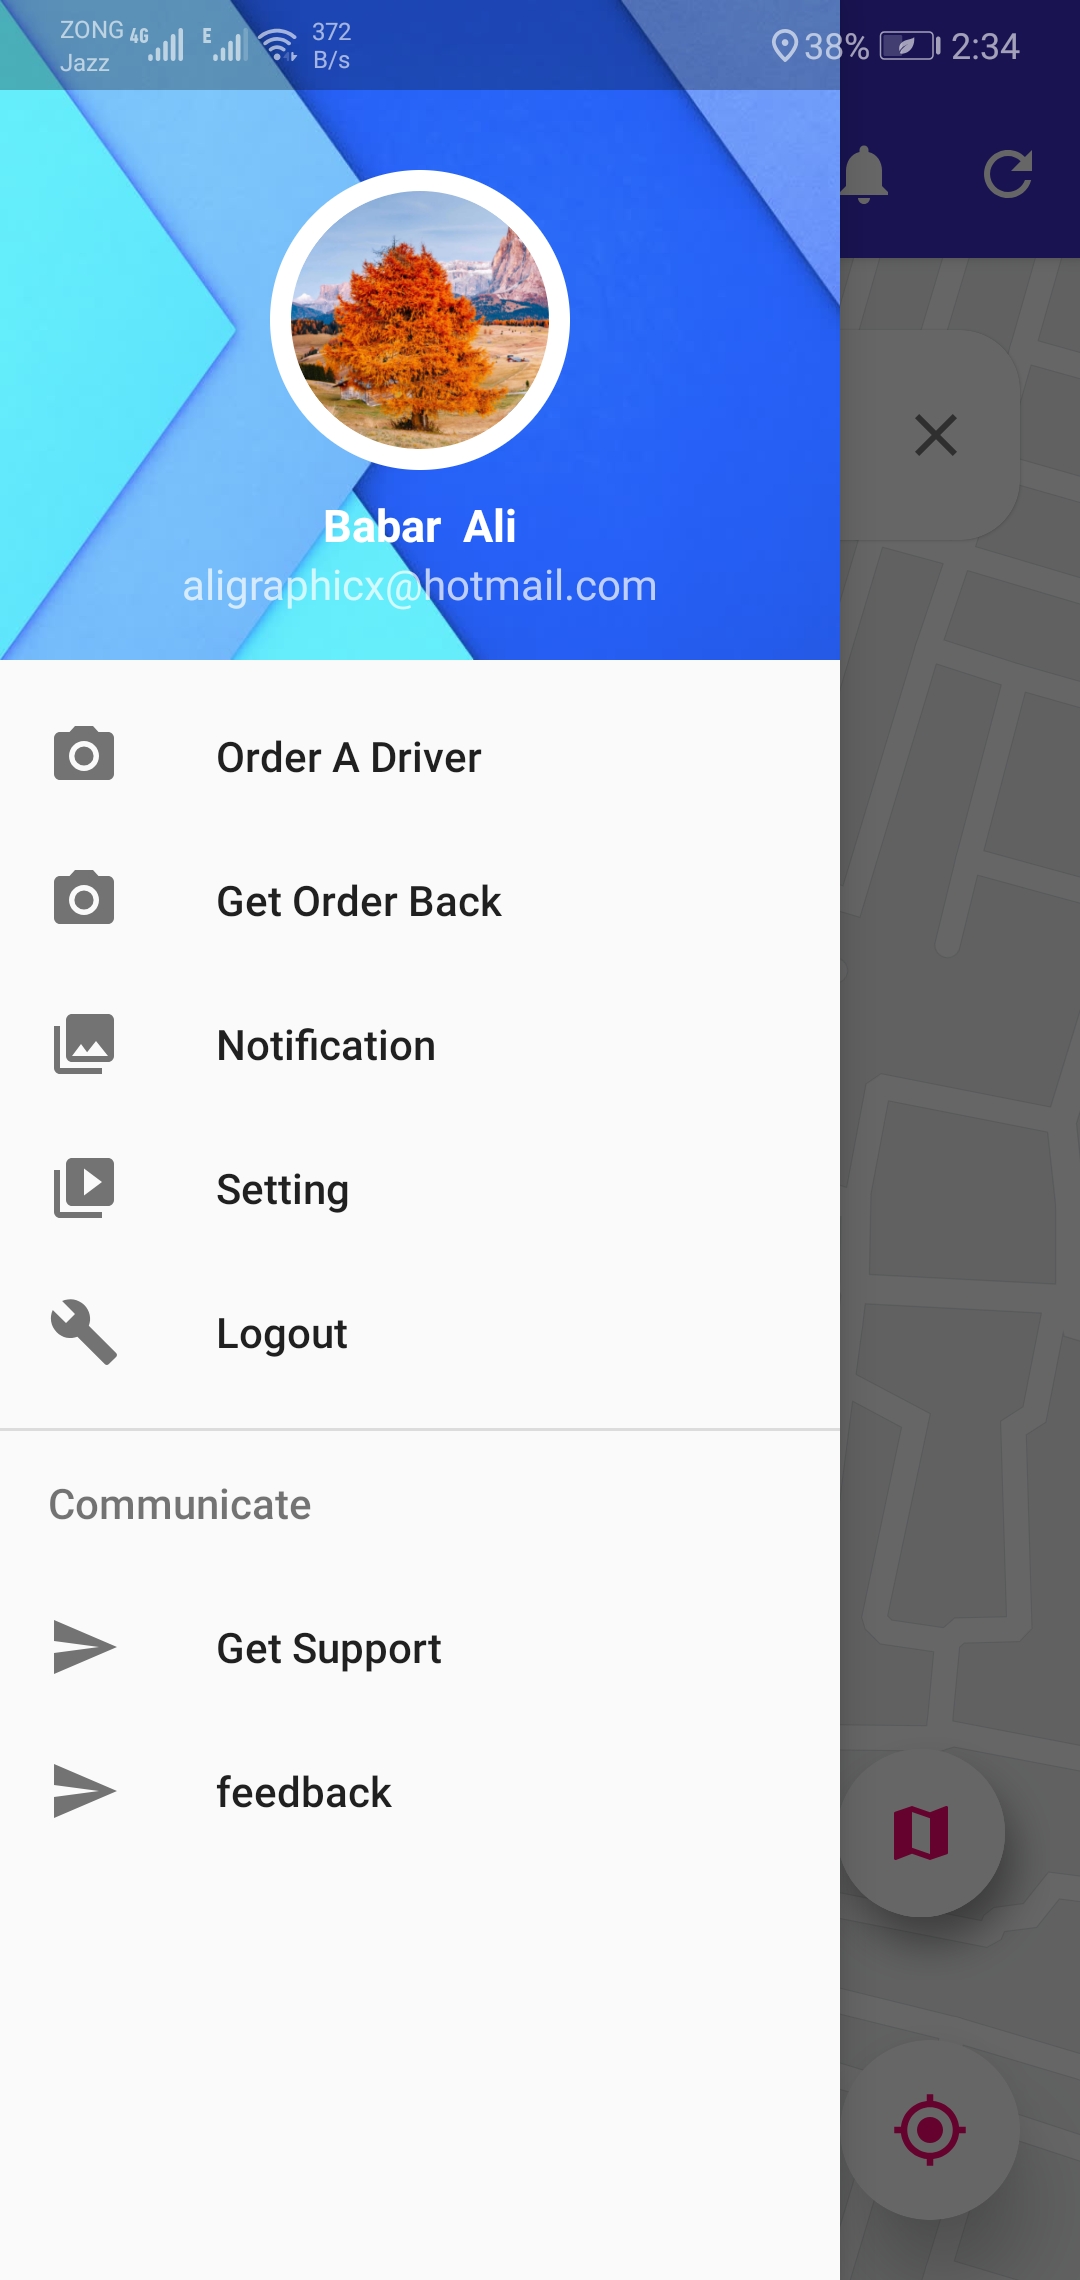 ZONG 4G E 372
Jazz B/s
38% 2:34
Babar Ali
aligraphicx@hotmail.com
Order A Driver
Get Order Back
Notification
Setting
Logout
Communicate
Get Support
feedback